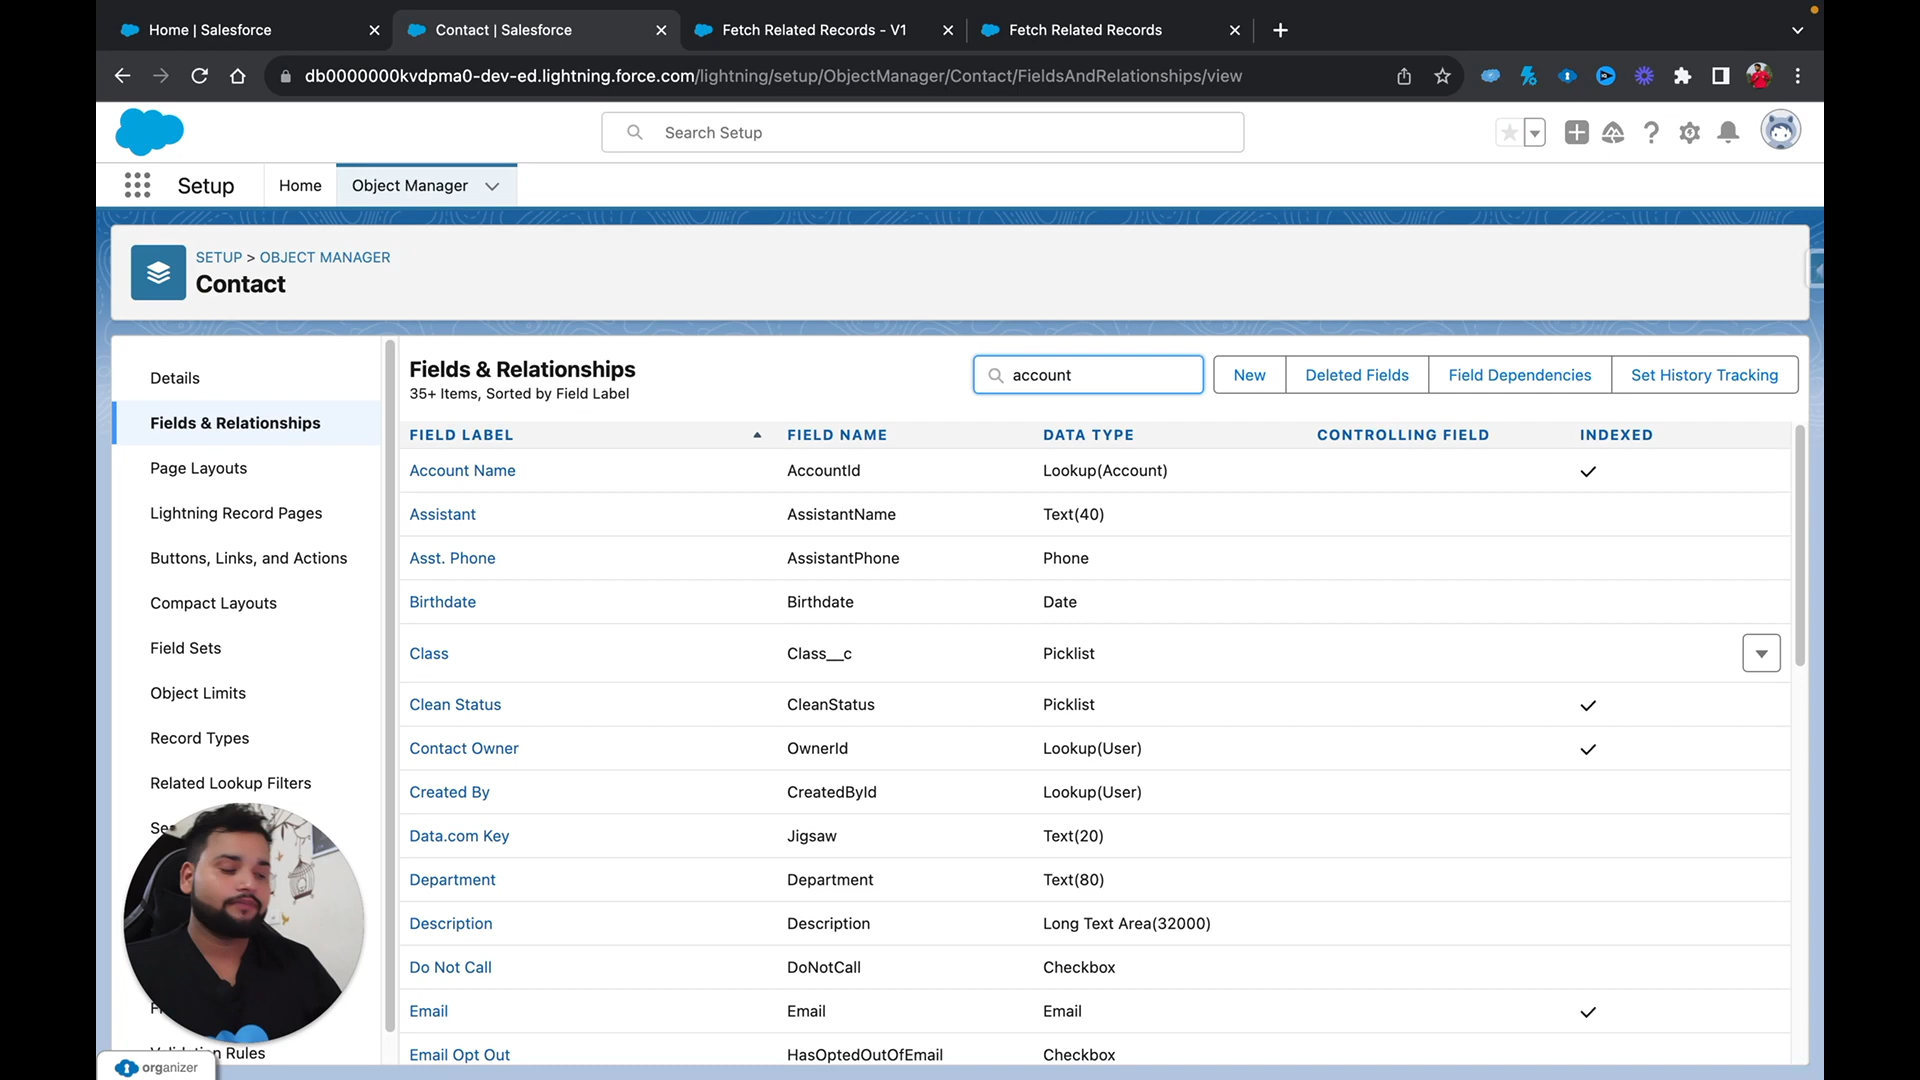 Home | Salesforce
Contact | Salesforce
Fetch Related Records - V1
Fetch Related Records
db0000000kvdpma0-dev-ed.lightning.force.com/lightning/setup/ObjectManager/Contact/FieldsAndRelationships/view
Search Setup
Setup
Home
Object Manager
SETUP > OBJECT MANAGER
Contact
Details
Fields & Relationships
Page Layouts
Lightning Record Pages
Buttons, Links, and Actions
Compact Layouts
Field Sets
Object Limits
Record Types
Related Lookup Filters
Rules
organizer
Fields & Relationships
35+ Items, Sorted by Field Label
account
New
Deleted Fields
Field Dependencies
Set History Tracking
FIELD LABEL FIELD NAME DATA TYPE CONTROLLING FIELD INDEXED
Account Name AccountId Lookup(Account)
Assistant AssistantName Text(40)
Asst. Phone AssistantPhone Phone
Birthdate Birthdate Date
Class Class__c Picklist
Clean Status CleanStatus Picklist
Contact Owner OwnerId Lookup(User)
Created By CreatedById Lookup(User)
Data.com Key Jigsaw Text(20)
Department Department Text(80)
Description Description Long Text Area(32000)
Do Not Call DoNotCall Checkbox
Email Email Email
Email Opt Out HasOptedOutOfEmail Checkbox